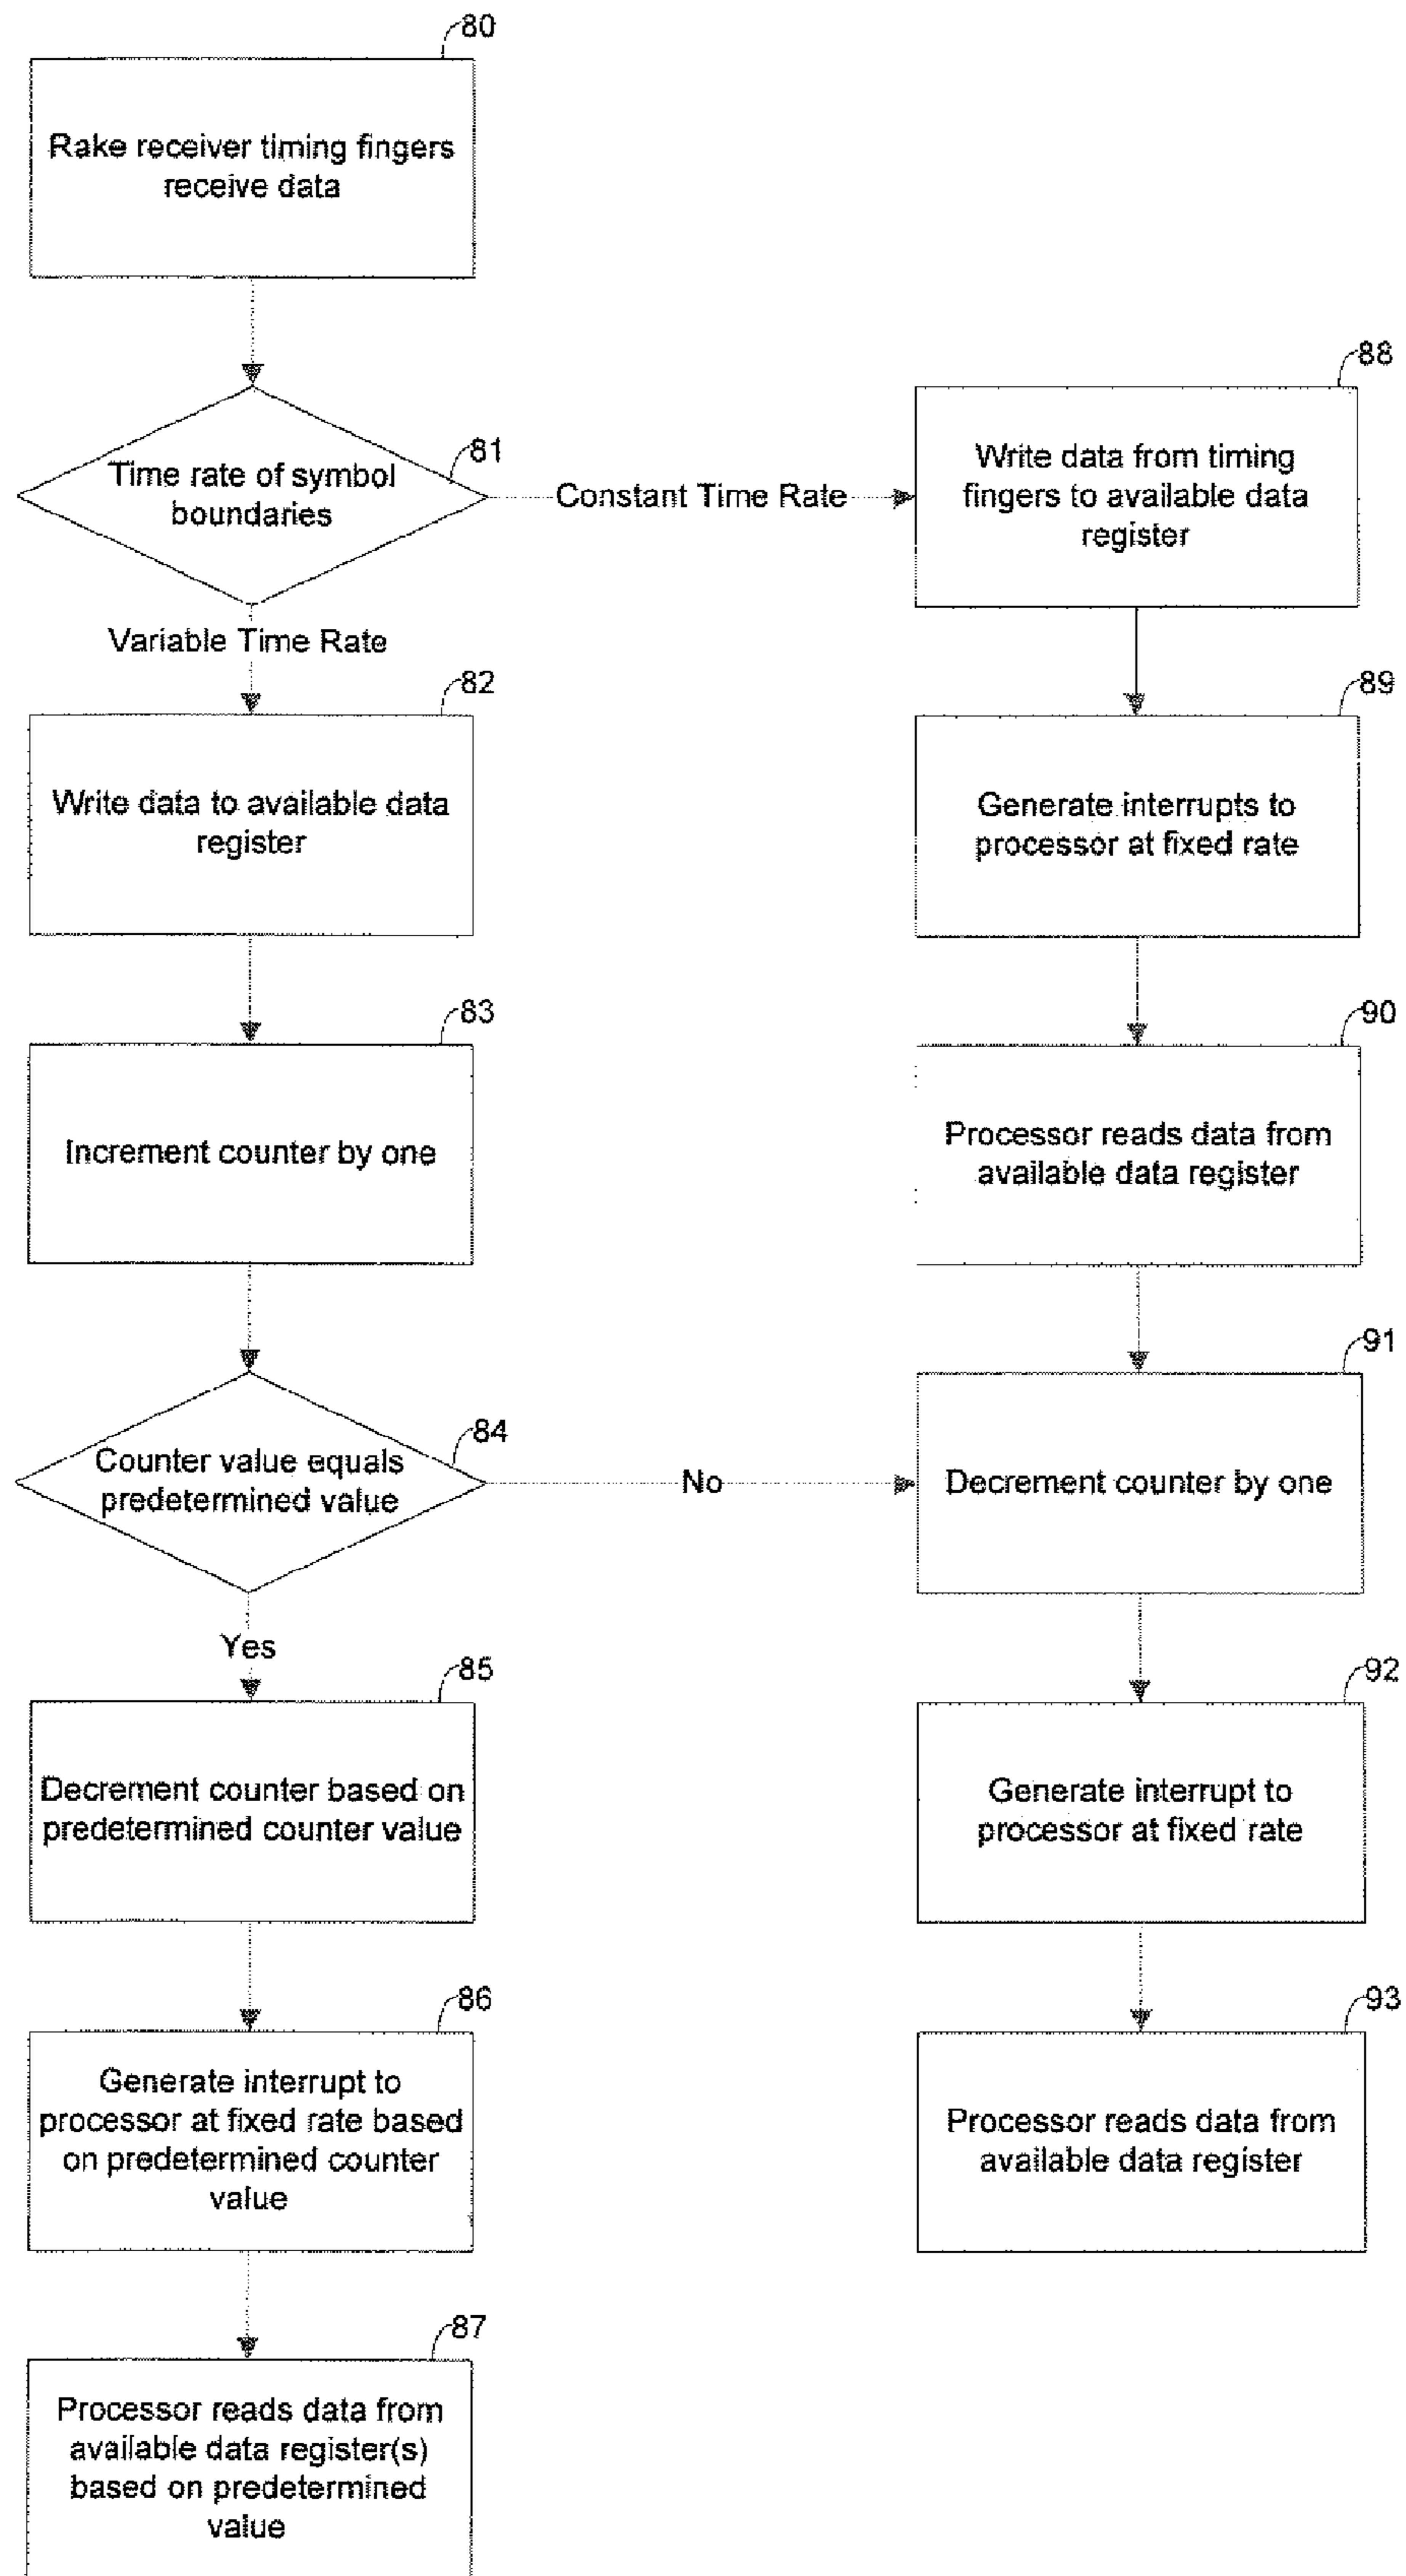 80
Rake receiver timing fingers
receive data
81
Time rate of symbol
boundaries
Constant Time Rate
Variable Time Rate
82
Write data to available data
register
83
Increment counter by one
84
Counter value equals
predetermined value
No
Yes
85
Decrement counter based on
predetermined counter value
86
Generate interrupt to
processor at fixed rate based
on predetermined counter
value
87
Processor reads data from
available data register(s)
based on predetermined
value
88
Write data from timing
fingers to available data
register
89
Generate interrupts to
processor at fixed rate
90
Processor reads data from
available data register
91
Decrement counter by one
92
Generate interrupt to
processor at fixed rate
93
Processor reads data from
available data register